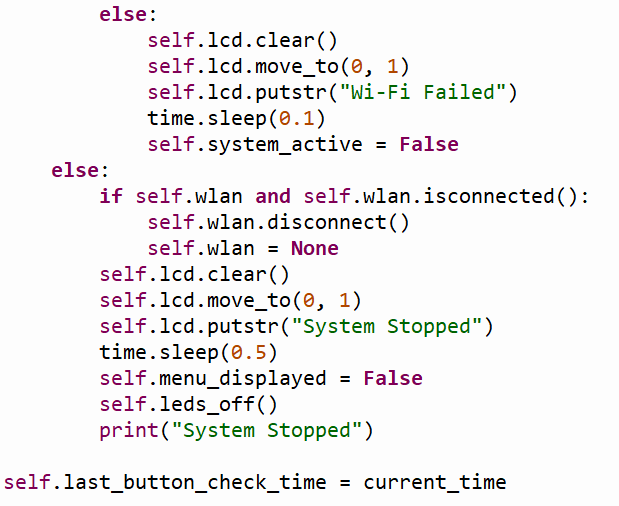 else:
            self.lcd.clear()
            self.lcd.move_to(0, 1)
            self.lcd.putstr("Wi-Fi Failed")
            time.sleep(0.1)
            self.system_active = False
    else:
        if self.wlan and self.wlan.isconnected():
            self.wlan.disconnect()
            self.wlan = None
        self.lcd.clear()
        self.lcd.move_to(0, 1)
        self.lcd.putstr("System Stopped")
        time.sleep(0.5)
        self.menu_displayed = False
        self.leds_off()
        print("System Stopped")

self.last_button_check_time = current_time